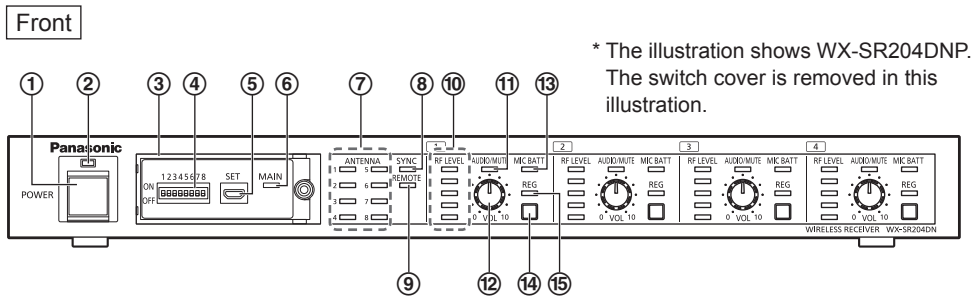 Front
* The illustration shows WX-SR204DNP.
The switch cover is removed in this
illustration.
① ② ③ ④ ⑤ ⑥ ⑦ ⑧ ⑩ ⑪ ⑬
Panasonic
POWER
1 2 3 4 5 6 7 8
ON
OFF
SET
MAIN
ANTENNA
1 5
2 6
3 7
4 8
SYNC
REMOTE
1
RF LEVEL AUDIO/MUTE MIC BATT
REG
0 VOL 10
2
RF LEVEL AUDIO/MUTE MIC BATT
REG
0 VOL 10
3
RF LEVEL AUDIO/MUTE MIC BATT
REG
0 VOL 10
4
RF LEVEL AUDIO/MUTE MIC BATT
REG
0 VOL 10
WIRELESS RECEIVER WX-SR204DN
⑨ ⑫ ⑭ ⑮